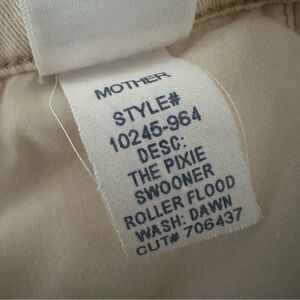 MOTHER
STYLE#
10245-964
DESC:
THE PIXIE
SWOONER
ROLLER FLOOD
WASH: DAWN
CUT# 706437